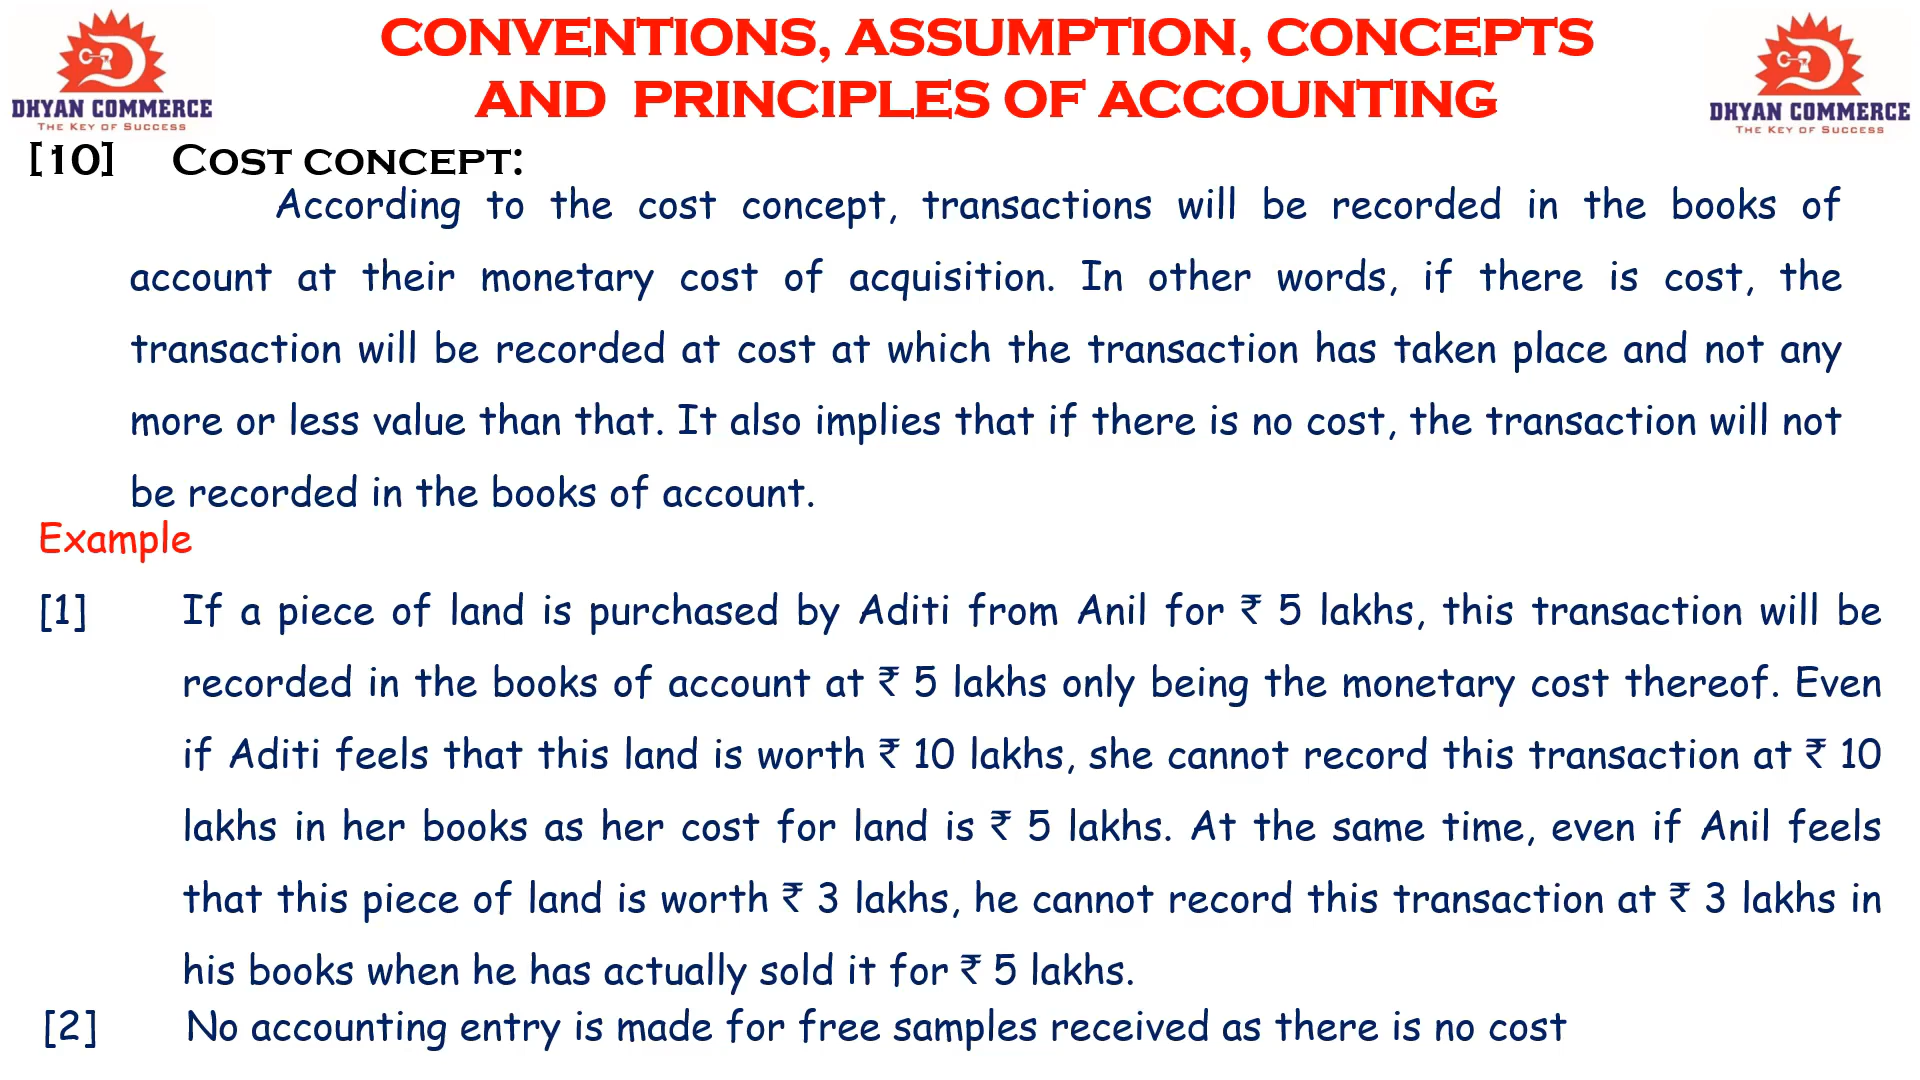 CONVENTIONS, ASSUMPTION, CONCEPTS
AND PRINCIPLES OF ACCOUNTING
DHYAN COMMERCE
THE KEY OF SUCCESS
DHYAN COMMERCE
THE KEY OF SUCCESS
[10] COST CONCEPT:
According to the cost concept, transactions will be recorded in the books of
account at their monetary cost of acquisition. In other words, if there is cost, the
transaction will be recorded at cost at which the transaction has taken place and not any
more or less value than that. It also implies that if there is no cost, the transaction will not
be recorded in the books of account.
Example
[1] If a piece of land is purchased by Aditi from Anil for ₹ 5 lakhs, this transaction will be
recorded in the books of account at ₹ 5 lakhs only being the monetary cost thereof. Even
if Aditi feels that this land is worth ₹ 10 lakhs, she cannot record this transaction at ₹ 10
lakhs in her books as her cost for land is ₹ 5 lakhs. At the same time, even if Anil feels
that this piece of land is worth ₹ 3 lakhs, he cannot record this transaction at ₹ 3 lakhs in
his books when he has actually sold it for ₹ 5 lakhs.
[2] No accounting entry is made for free samples received as there is no cost